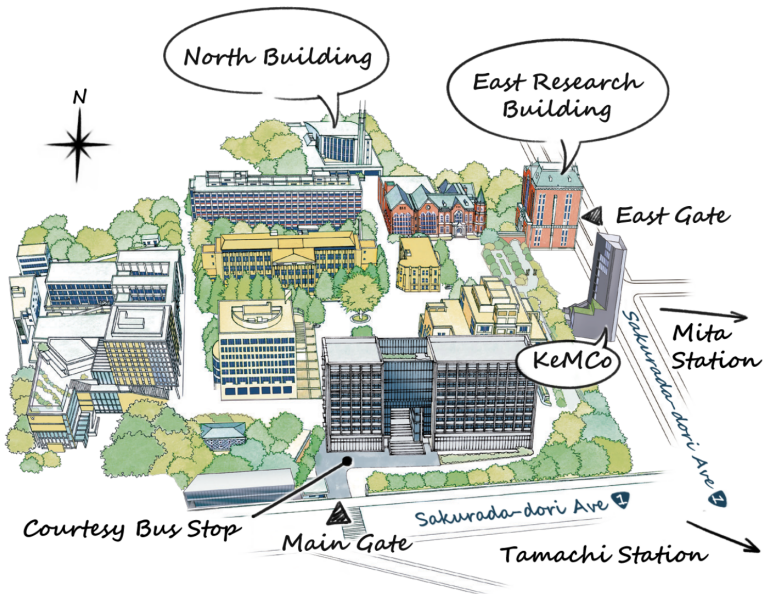 North Building
East Research
Building
N
East Gate
Mita
Station
KeMCo
Sakurada-dori Ave 1
Courtesy Bus Stop
Main Gate
Sakurada-dori Ave 1
Tamachi Station